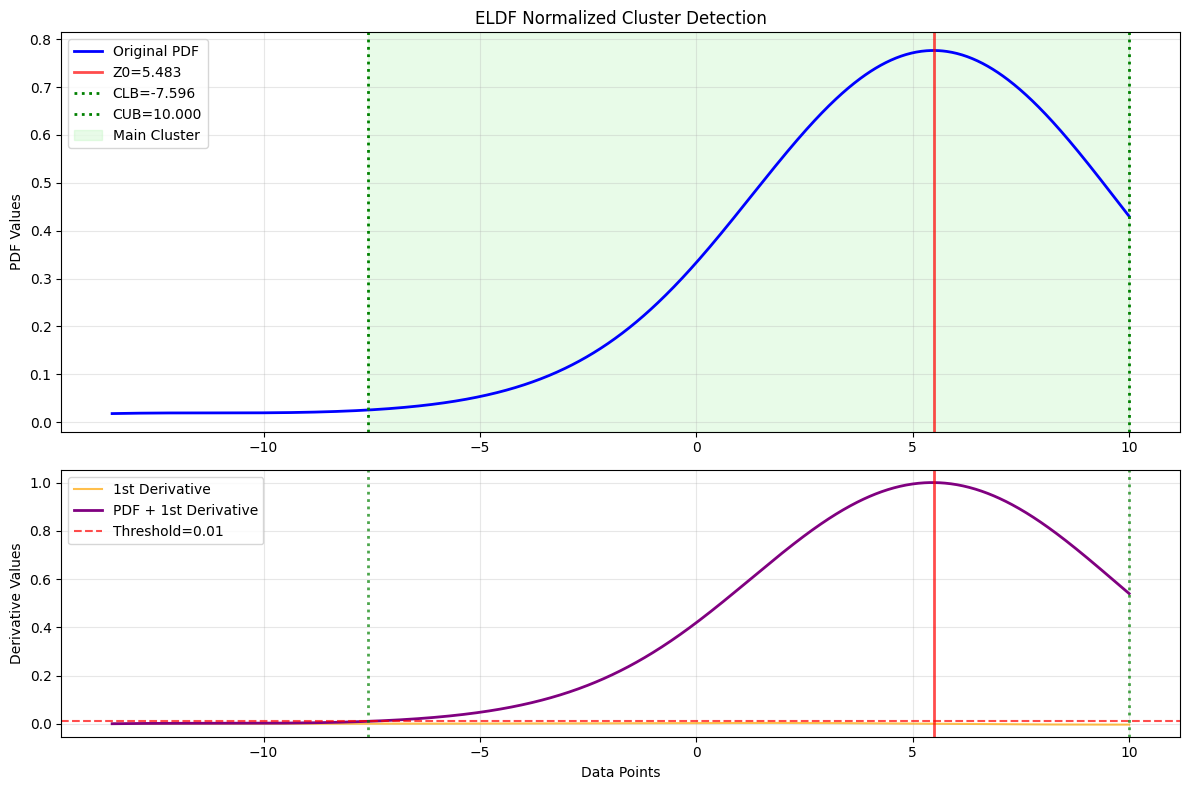 ELDF Normalized Cluster Detection
Original PDF
Z0=5.483
CLB=-7.596
CUB=10.000
Main Cluster
PDF Values
0.8
0.7
0.6
0.5
0.4
0.3
0.2
0.1
0.0
−10
−5
0
5
10
1st Derivative
PDF + 1st Derivative
Threshold=0.01
Derivative Values
1.0
0.8
0.6
0.4
0.2
0.0
−10
−5
0
5
10
Data Points